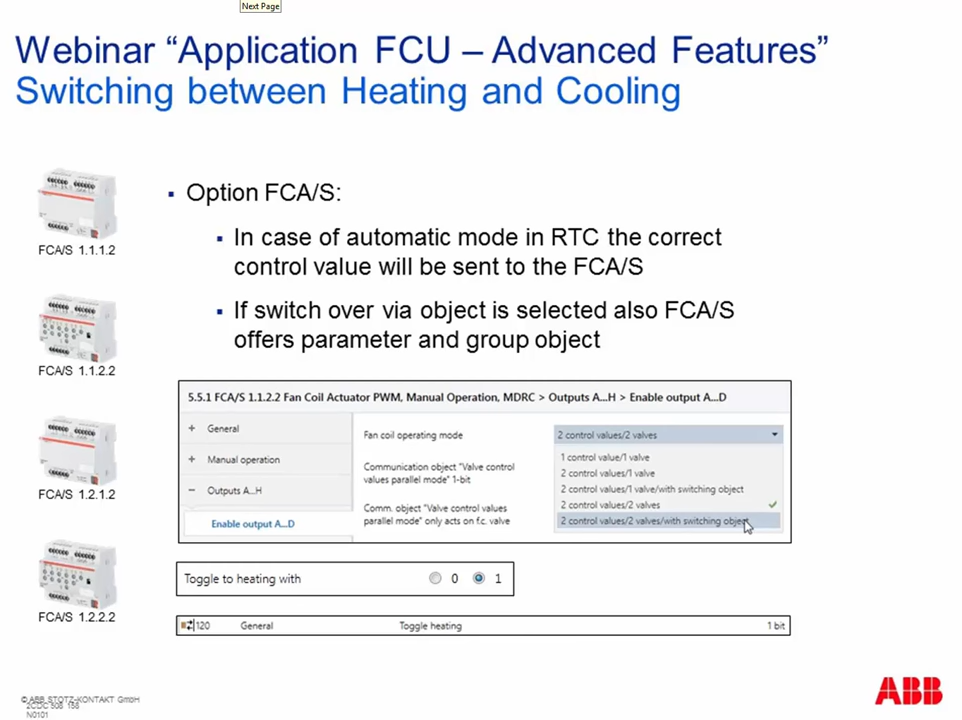 Next Page
Webinar “Application FCU – Advanced Features”
Switching between Heating and Cooling
FCA/S 1.1.1.2
FCA/S 1.1.2.2
FCA/S 1.2.1.2
FCA/S 1.2.2.2
▪ Option FCA/S:
▪ In case of automatic mode in RTC the correct
control value will be sent to the FCA/S
▪ If switch over via object is selected also FCA/S
offers parameter and group object
5.5.1 FCA/S 1.1.2.2 Fan Coil Actuator PWM, Manual Operation, MDRC > Outputs A...H > Enable output A...D
+ General
+ Manual operation
− Outputs A...H
Enable output A...D
Fan coil operating mode
Communication object "Valve control
values parallel mode" 1-bit
Comm. object "Valve control values
parallel mode" only acts on f.c. valve
2 control values/2 valves
1 control value/1 valve
2 control values/1 valve
2 control values/1 valve/with switching object
2 control values/2 valves
2 control values/2 valves/with switching object
Toggle to heating with 0 1
120 General Toggle heating 1 bit
© ABB STOTZ-KONTAKT GmbH
N0101
ABB